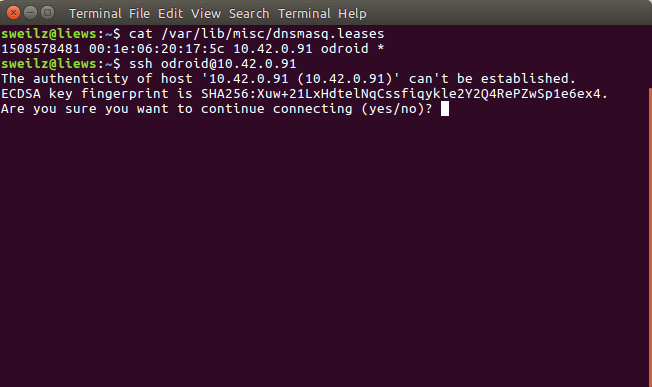 Terminal File Edit View Search Terminal Help
sweilz@liews:~$ cat /var/lib/misc/dnsmasq.leases
1508578481 00:1e:06:20:17:5c 10.42.0.91 odroid *
sweilz@liews:~$ ssh odroid@10.42.0.91
The authenticity of host '10.42.0.91 (10.42.0.91)' can't be established.
ECDSA key fingerprint is SHA256:Xuw+21LxHdtelNqCssfiqykle2Y2Q4RePZwSp1e6ex4.
Are you sure you want to continue connecting (yes/no)?